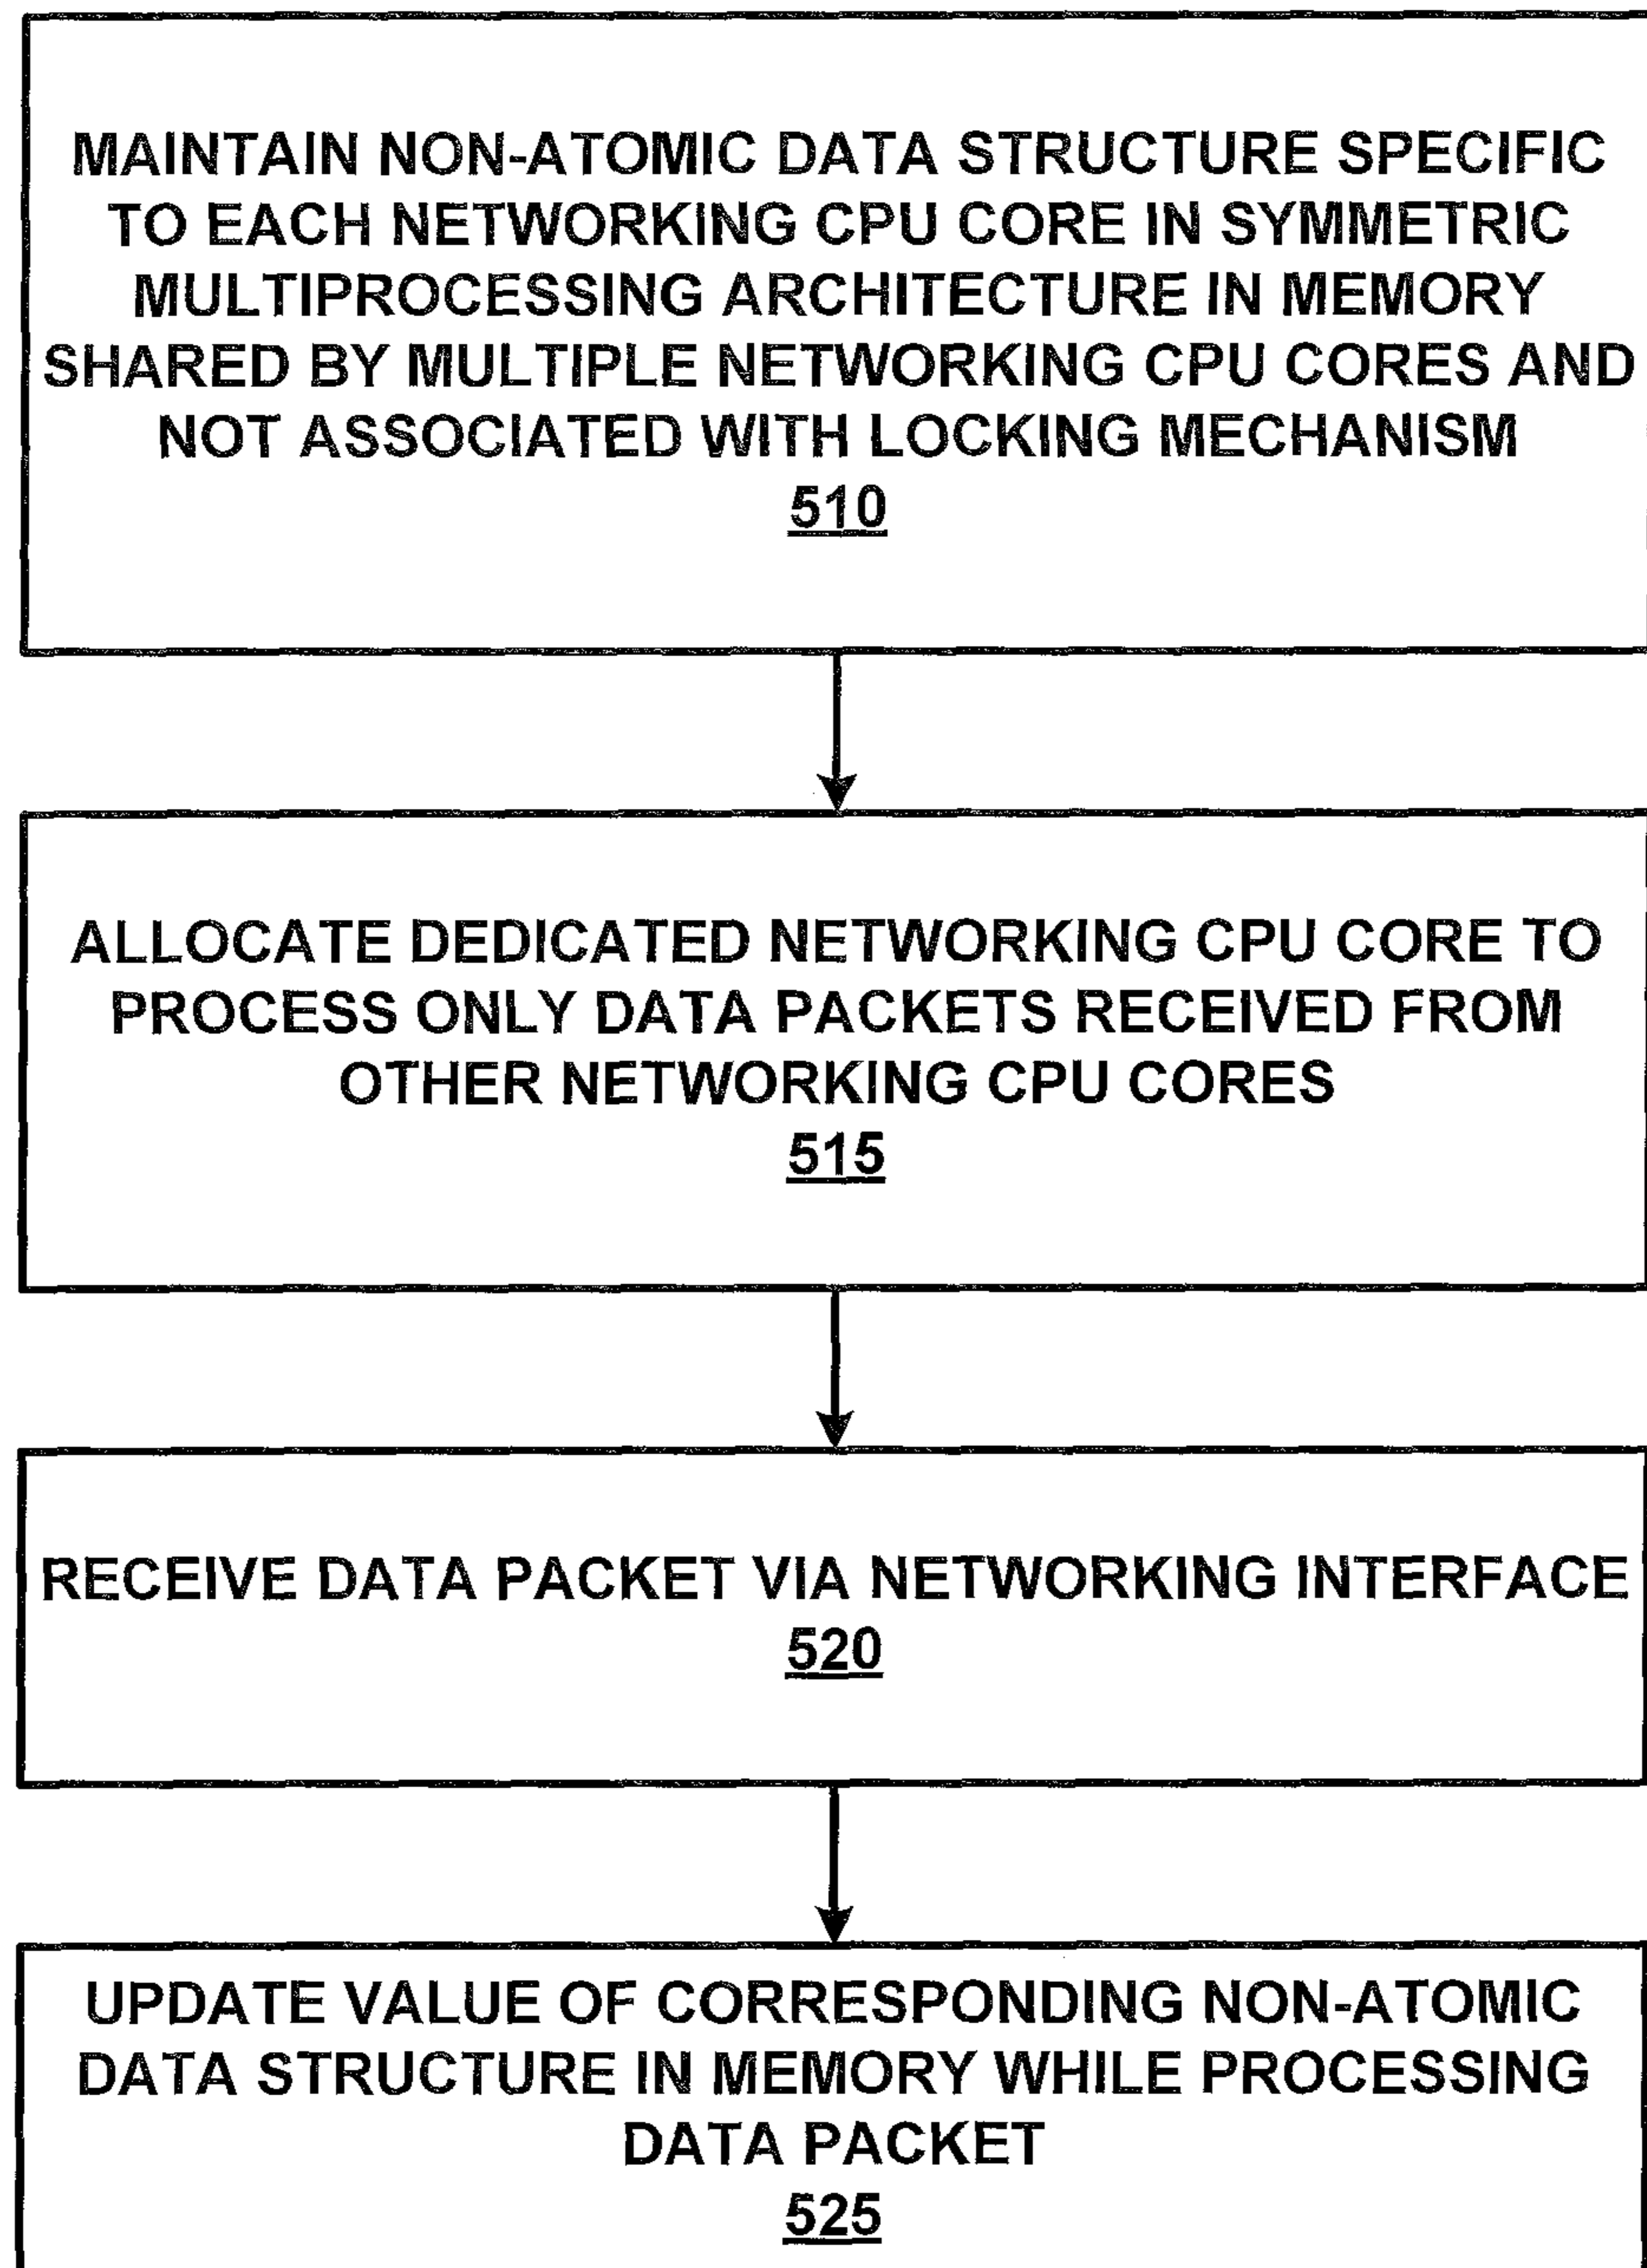 MAINTAIN NON-ATOMIC DATA STRUCTURE SPECIFIC
TO EACH NETWORKING CPU CORE IN SYMMETRIC
MULTIPROCESSING ARCHITECTURE IN MEMORY
SHARED BY MULTIPLE NETWORKING CPU CORES AND
NOT ASSOCIATED WITH LOCKING MECHANISM
510
ALLOCATE DEDICATED NETWORKING CPU CORE TO
PROCESS ONLY DATA PACKETS RECEIVED FROM
OTHER NETWORKING CPU CORES
515
RECEIVE DATA PACKET VIA NETWORKING INTERFACE
520
UPDATE VALUE OF CORRESPONDING NON-ATOMIC
DATA STRUCTURE IN MEMORY WHILE PROCESSING
DATA PACKET
525